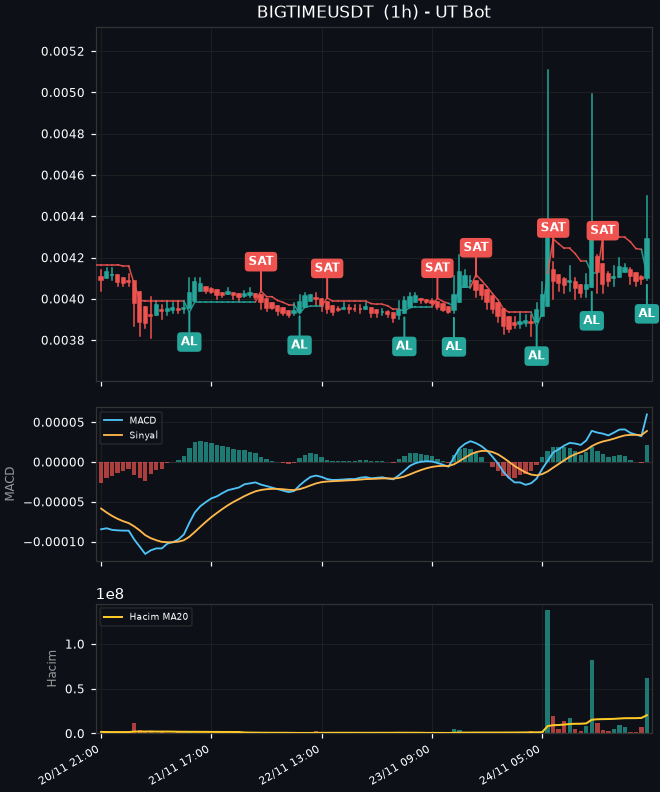 BIGTIMEUSDT  (1h) - UT Bot
0.0052
0.0050
0.0048
0.0046
0.0044
0.0042
0.0040
0.0038
SAT
SAT
SAT
SAT
SAT
SAT
AL
AL
AL
AL
AL
AL
AL
MACD
0.00005
0.00000
−0.00005
−0.00010
MACD
Sinyal
1e8
Hacim
1.0
0.5
0.0
Hacim MA20
20/11 21:00
21/11 17:00
22/11 13:00
23/11 09:00
24/11 05:00